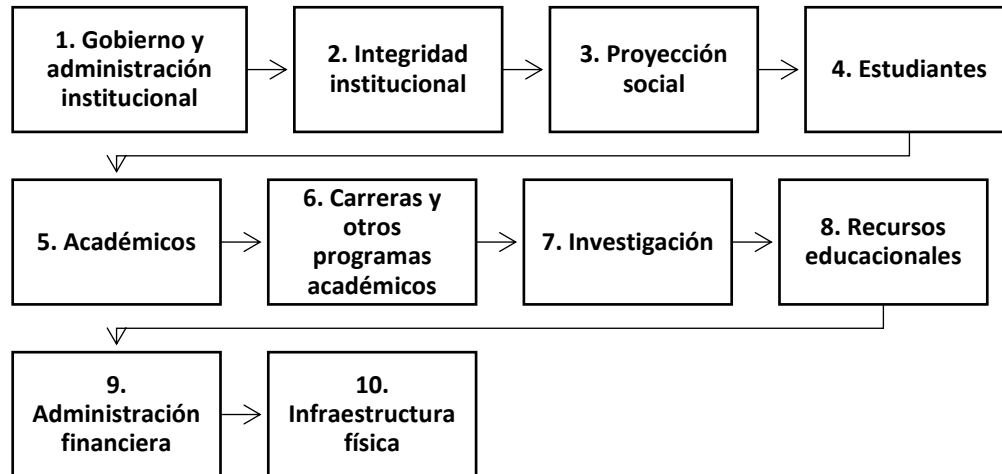 1. Gobierno y
administración
institucional
2. Integridad
institucional
3. Proyección
social
4. Estudiantes
5. Académicos
6. Carreras y
otros
programas
académicos
7. Investigación
8. Recursos
educacionales
9.
Administración
financiera
10.
Infraestructura
física